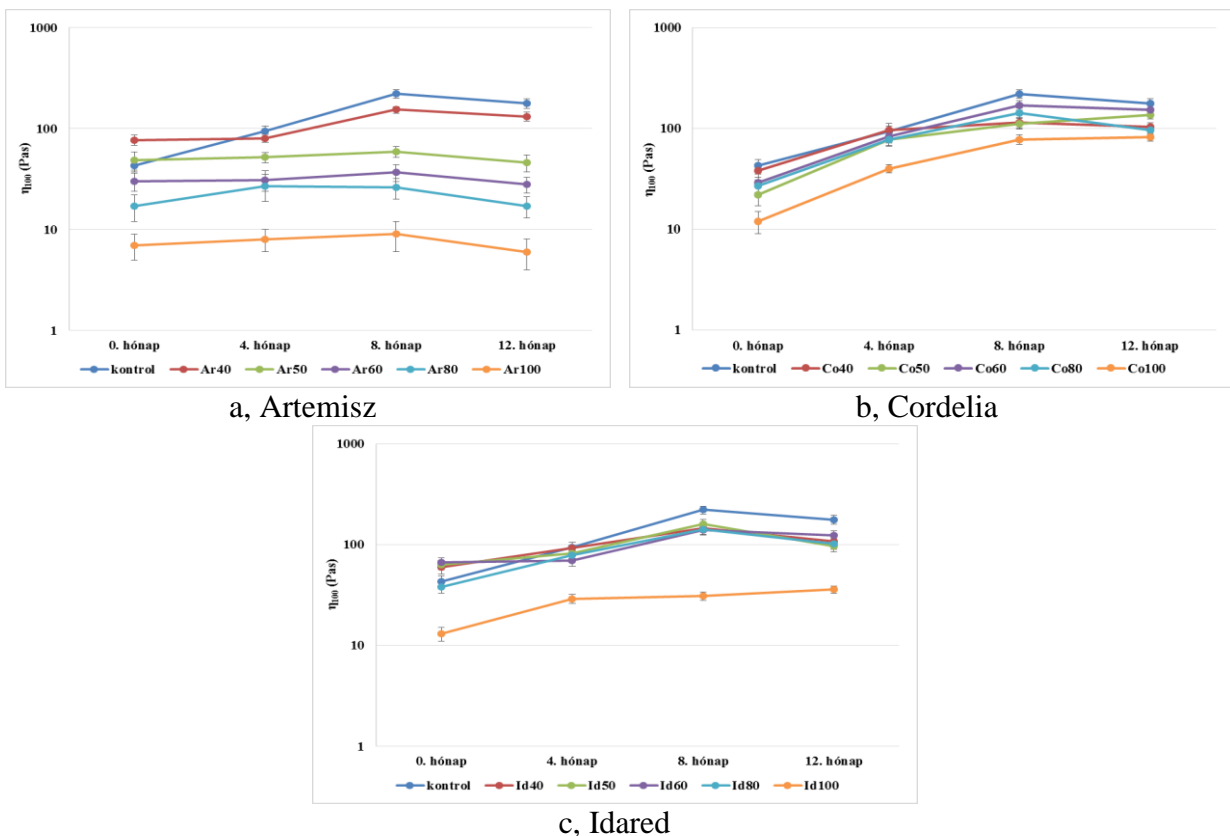 1000
100
10
1
η100 (Pas)
0. hónap 4. hónap 8. hónap 12. hónap
kontrol Ar40 Ar50 Ar60 Ar80 Ar100
a, Artemisz
1000
100
10
1
η100 (Pas)
0. hónap 4. hónap 8. hónap 12. hónap
kontrol Co40 Co50 Co60 Co80 Co100
b, Cordelia
1000
100
10
1
η100 (Pas)
0. hónap 4. hónap 8. hónap 12. hónap
kontrol Id40 Id50 Id60 Id80 Id100
c, Idared